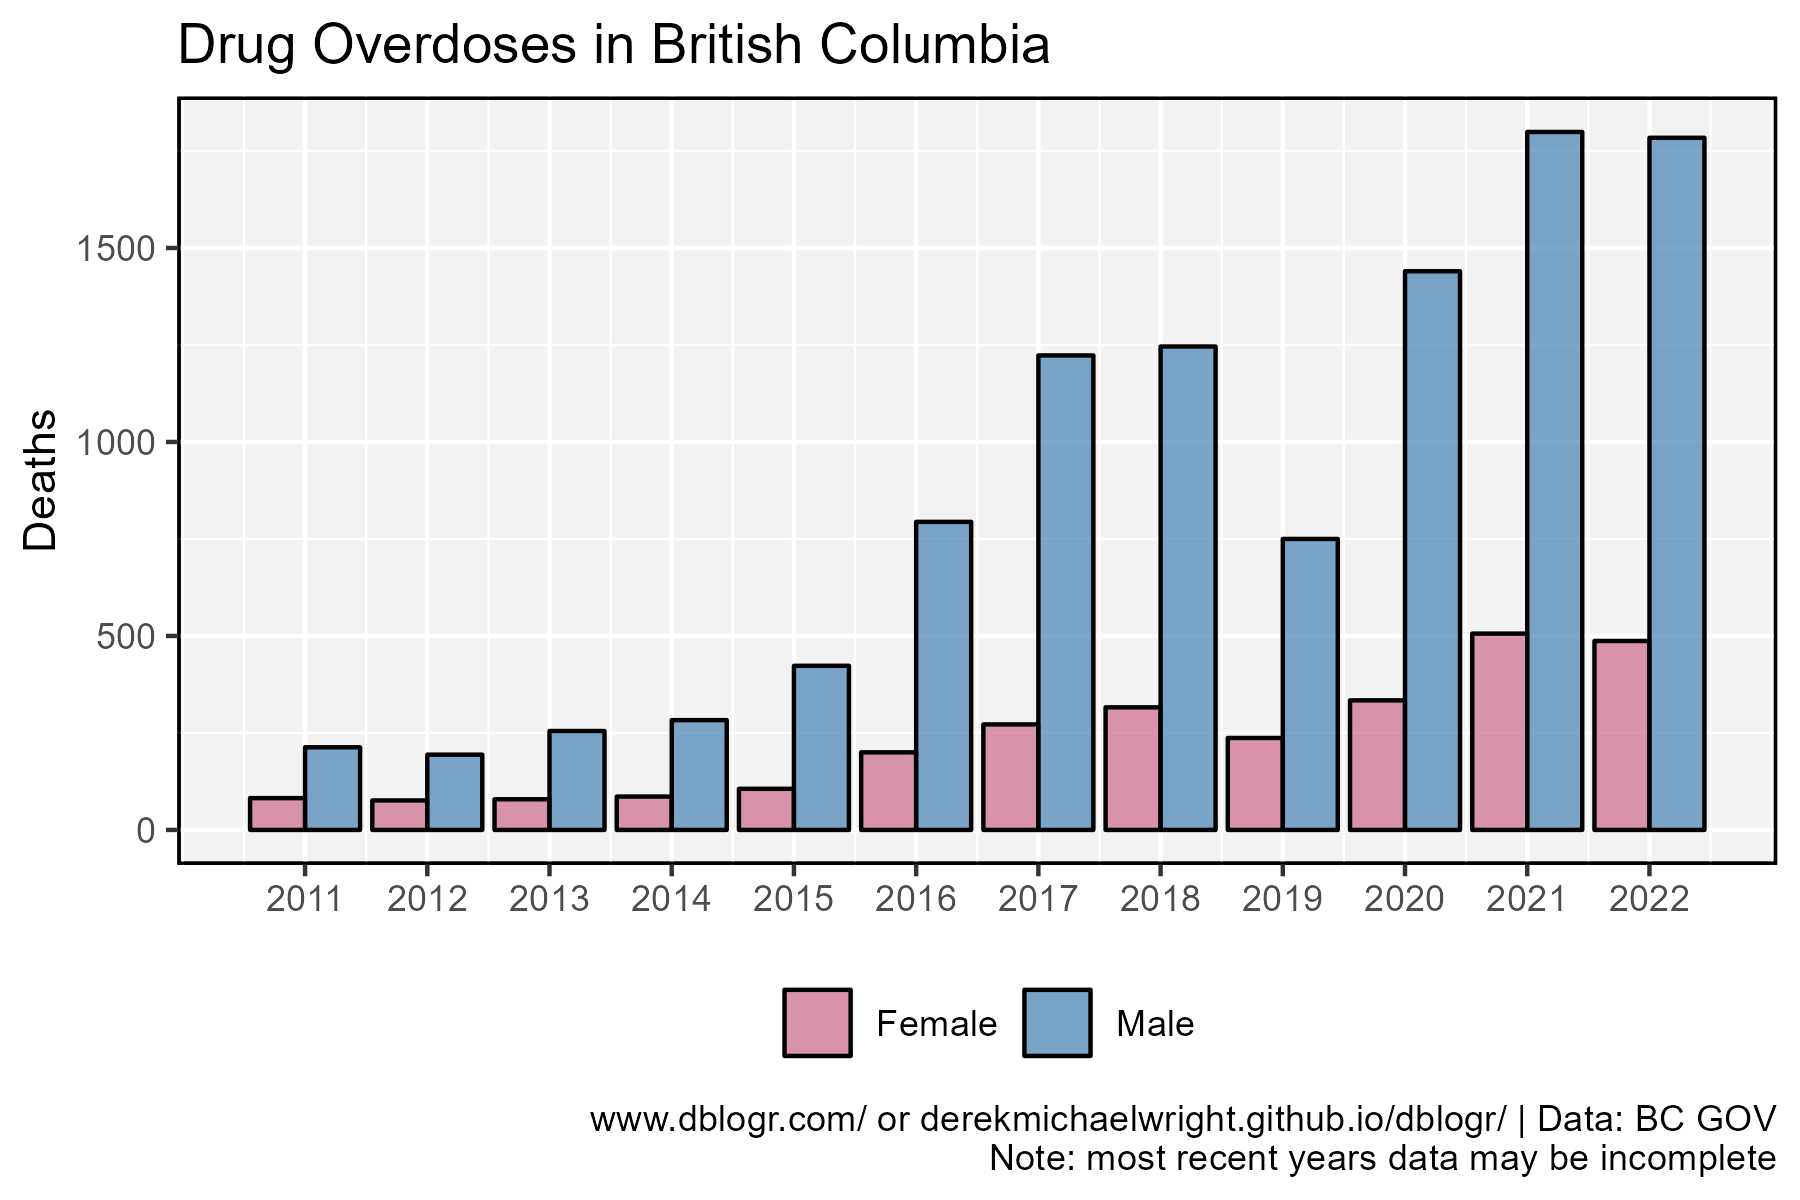 Drug Overdoses in British Columbia
Deaths
1500
1000
500
0
2011 2012 2013 2014 2015 2016 2017 2018 2019 2020 2021 2022
Female Male
www.dblogr.com/ or derekmichaelwright.github.io/dblogr/ | Data: BC GOV
Note: most recent years data may be incomplete